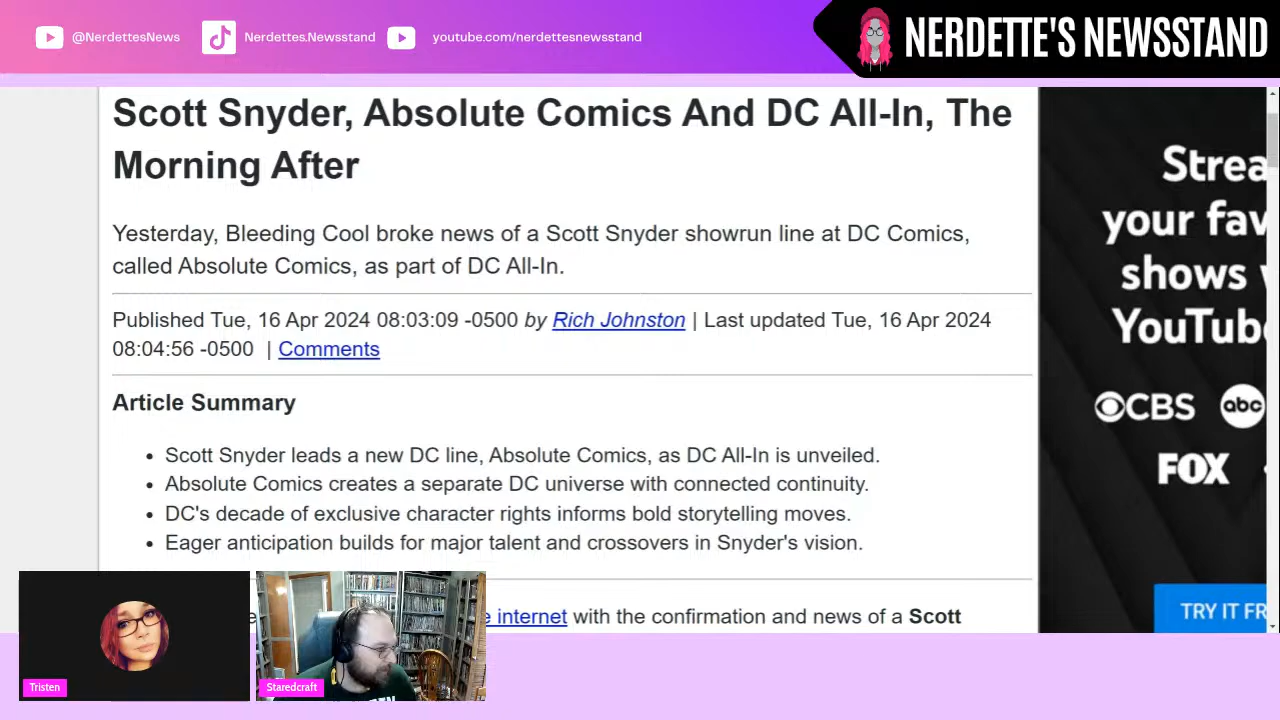 @NerdettesNews
Nerdettes.Newsstand
youtube.com/nerdettesnewsstand
NERDETTE'S NEWSSTAND
Scott Snyder, Absolute Comics And DC All-In, The
Morning After
Yesterday, Bleeding Cool broke news of a Scott Snyder showrun line at DC Comics,
called Absolute Comics, as part of DC All-In.
Published Tue, 16 Apr 2024 08:03:09 -0500 by Rich Johnston | Last updated Tue, 16 Apr 2024
08:04:56 -0500 | Comments
Article Summary
• Scott Snyder leads a new DC line, Absolute Comics, as DC All-In is unveiled.
• Absolute Comics creates a separate DC universe with connected continuity.
• DC's decade of exclusive character rights informs bold storytelling moves.
• Eager anticipation builds for major talent and crossovers in Snyder's vision.
e internet with the confirmation and news of a Scott
Strea
your fav
shows
YouTube
CBS abc
FOX
TRY IT FR
Tristen
Staredcraft